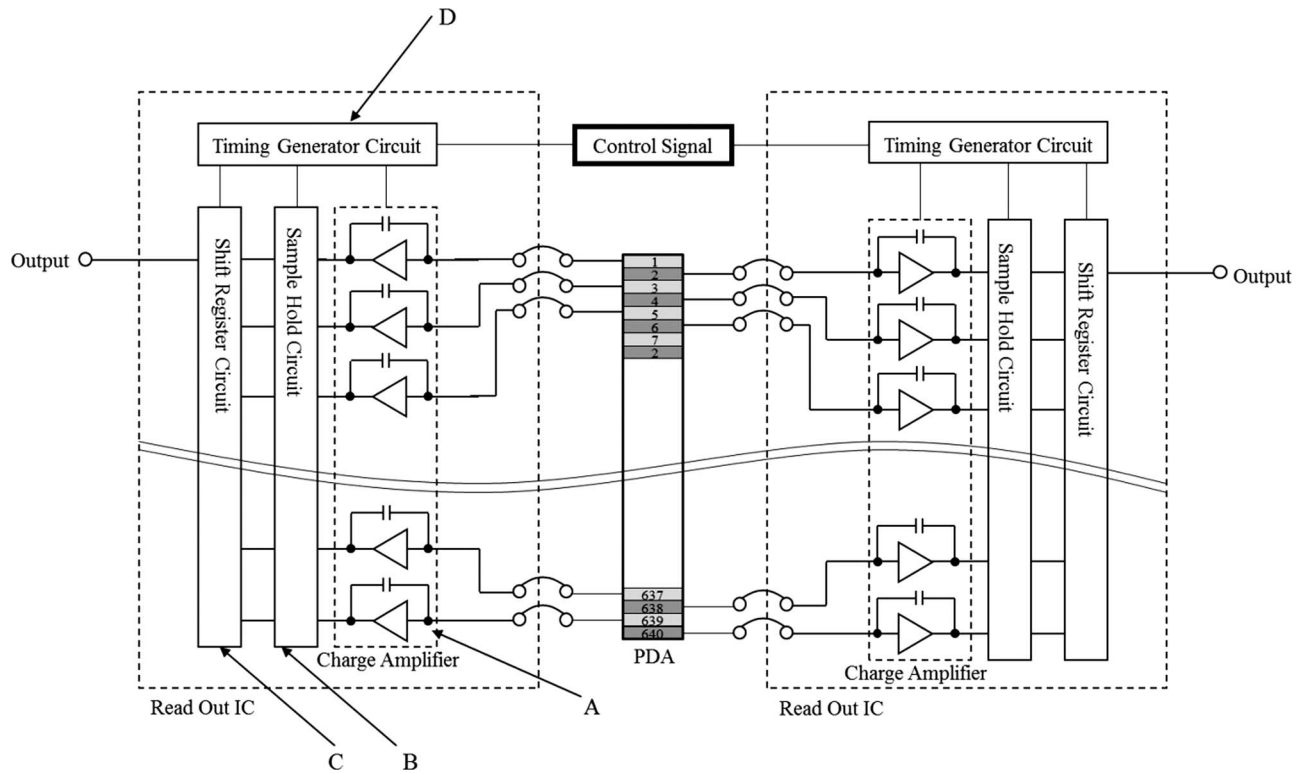 D
Timing Generator Circuit
Control Signal
Timing Generator Circuit
Shift Register Circuit
Sample Hold Circuit
Output
1
2
3
4
5
6
7
2
Sample Hold Circuit
Shift Register Circuit
Output
637
638
639
640
Charge Amplifier
PDA
Charge Amplifier
Read Out IC
A
Read Out IC
C
B